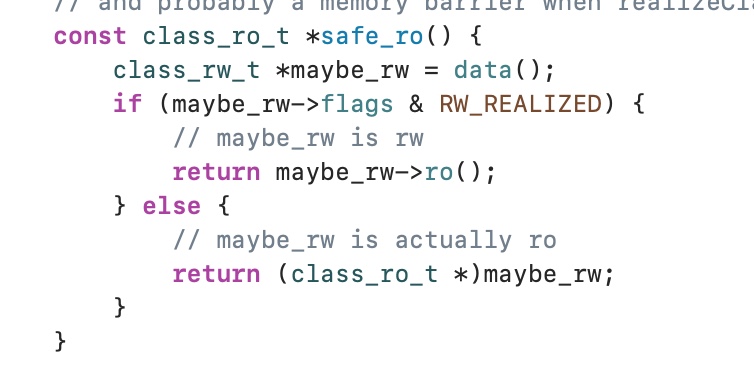 // and probably a memory barrier when
const class_ro_t *safe_ro() {
    class_rw_t *maybe_rw = data();
    if (maybe_rw->flags & RW_REALIZED) {
        // maybe_rw is rw
        return maybe_rw->ro();
    } else {
        // maybe_rw is actually ro
        return (class_ro_t *)maybe_rw;
    }
}